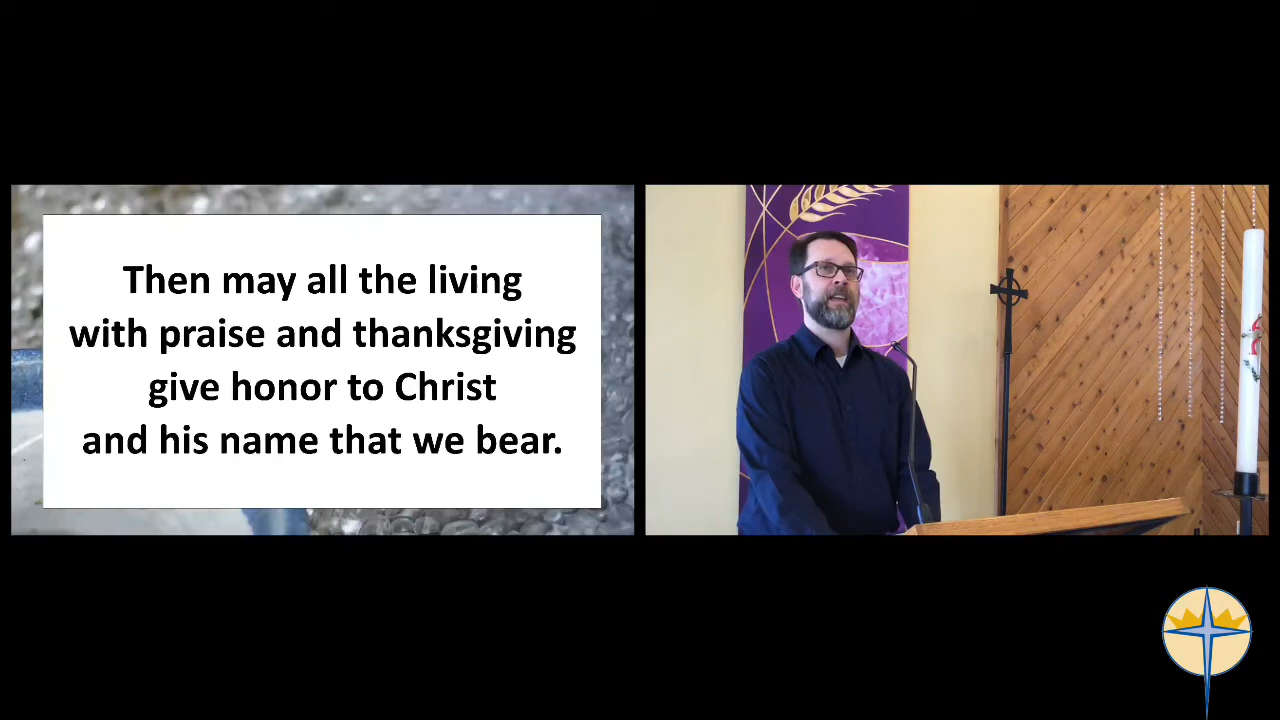 Then may all the living
with praise and thanksgiving
give honor to Christ
and his name that we bear.